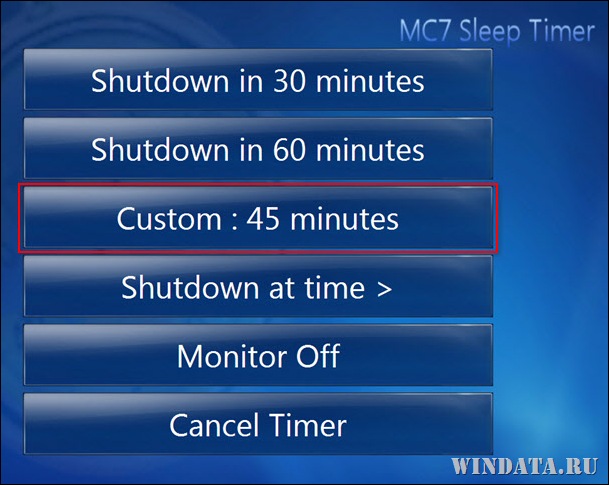 MC7 Sleep Timer
Shutdown in 30 minutes
Shutdown in 60 minutes
Custom : 45 minutes
Shutdown at time >
Monitor Off
Cancel Timer
WINDATA.RU